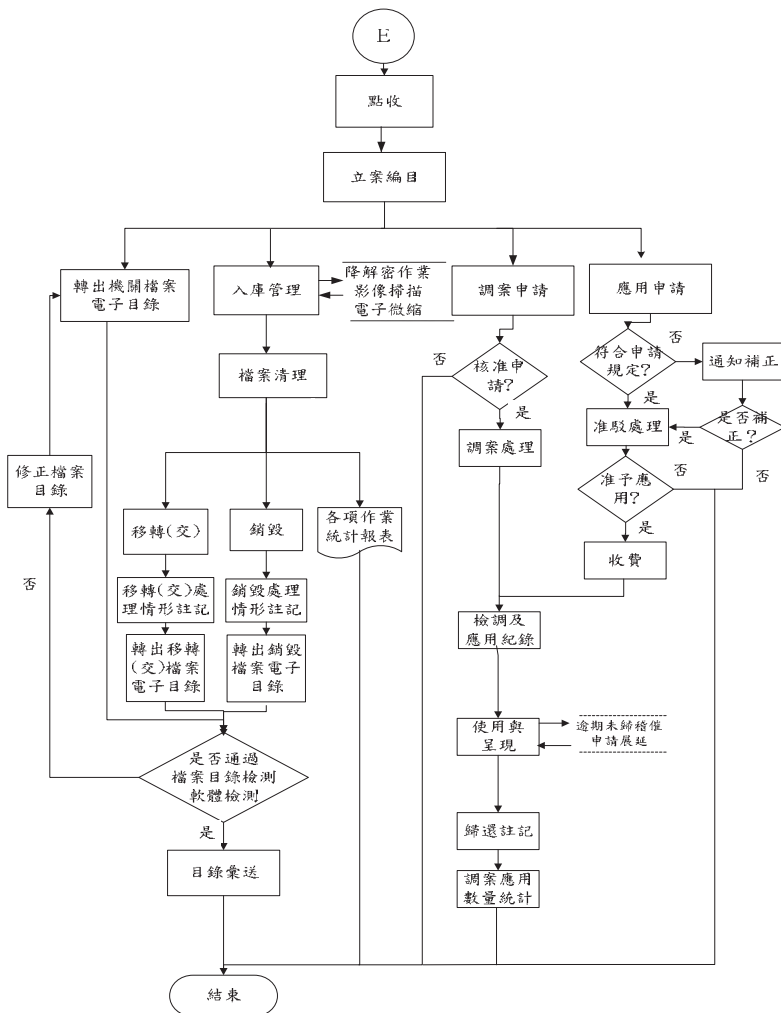 E
點收
立案編目
轉出機關檔案
電子目錄
入庫管理
降解密作業
影像掃描
電子微縮
調案申請
應用申請
檔案清理
否
核准申
請?
是
符合申請
規定?
否
是
通知補正
調案處理
准駁處理
是
是否補
正?
否
修正檔案
目錄
否
移轉(交)
銷毀
各項作業
統計報表
准予應
用?
否
是
收費
移轉(交)處
理情形註記
銷毀處理
情形註記
轉出移轉
(交)檔案
電子目錄
轉出銷毀
檔案電子
目錄
檢調及
應用紀錄
使用與
呈現
逾期未歸稽催
申請展延
是否通過
檔案目錄檢測
軟體檢測
是
目錄彙送
歸還註記
調案應用
數量統計
結束